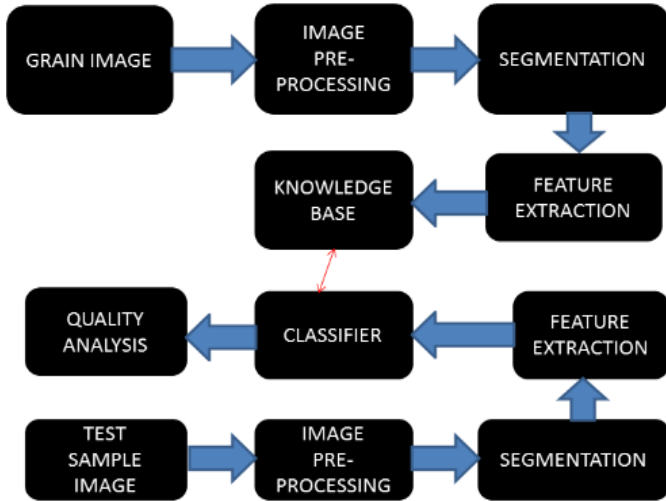 GRAIN IMAGE
IMAGE
PRE-
PROCESSING
SEGMENTATION
KNOWLEDGE
BASE
FEATURE
EXTRACTION
QUALITY
ANALYSIS
CLASSIFIER
FEATURE
EXTRACTION
TEST
SAMPLE
IMAGE
IMAGE
PRE-
PROCESSING
SEGMENTATION